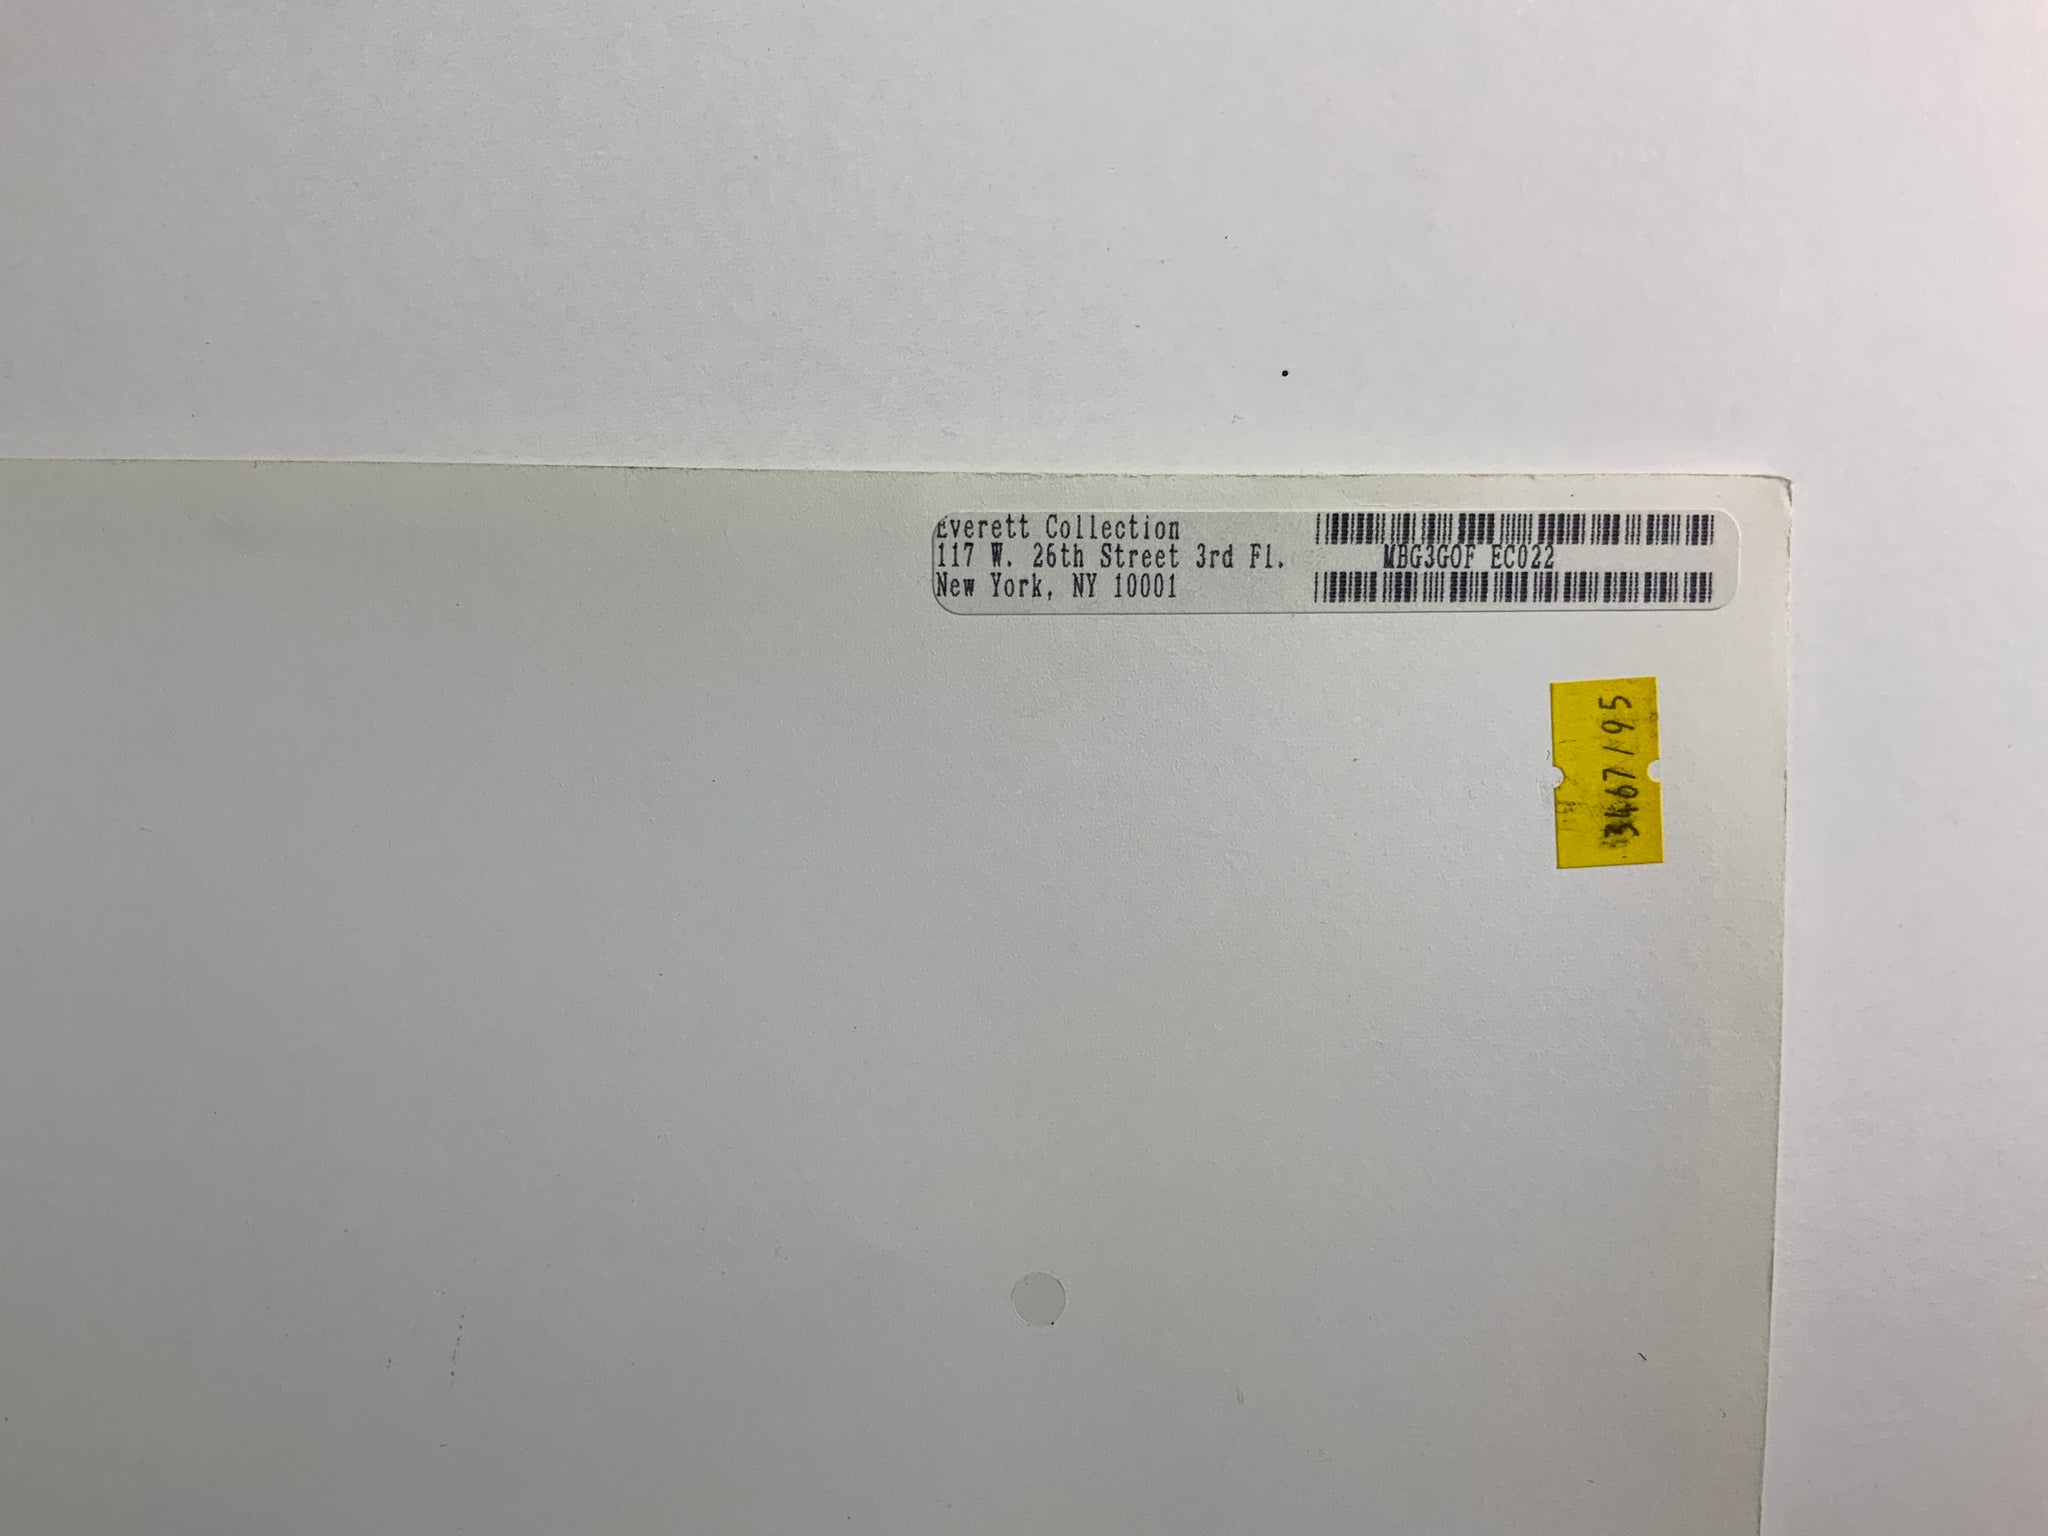 Everett Collection
117 W. 26th Street 3rd Fl.
New York, NY 10001
MBG3GOF EC022
3467/95